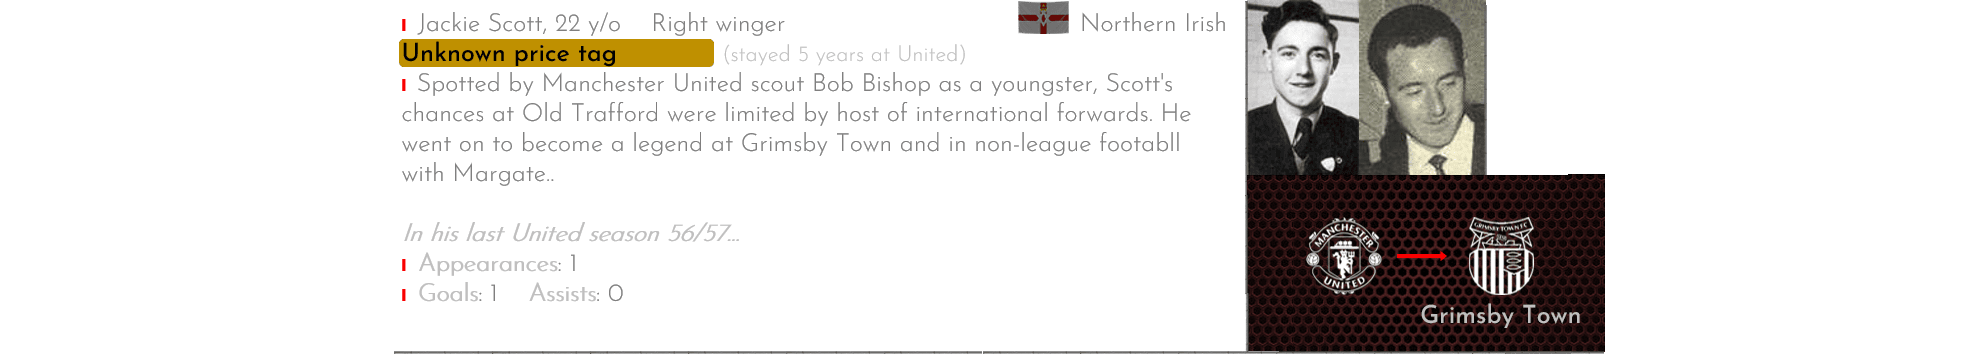 Jackie Scott, 22 y/o Right winger Northern Irish
Unknown price tag (stayed 5 years at United)
Spotted by Manchester United scout Bob Bishop as a youngster, Scott's
chances at Old Trafford were limited by host of international forwards. He
went on to become a legend at Grimsby Town and in non-league footabll
with Margate..
In his last United season 56/57...
Appearances: 1
Goals: 1 Assists: 0
MANCHESTER
UNITED
GRIMSBY TOWN FC
Grimsby Town